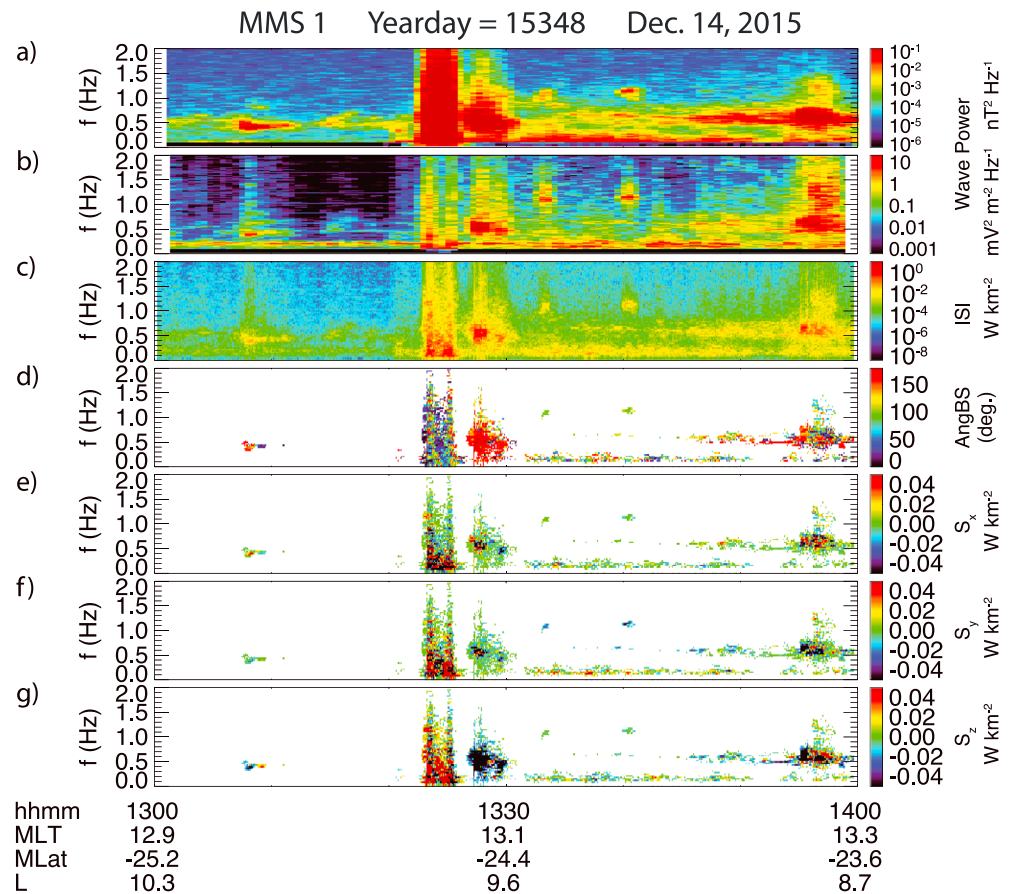 MMS 1 Yearday = 15348 Dec. 14, 2015
a)
f (Hz)
2.0
1.5
1.0
0.5
0.0
10⁻¹
10⁻²
10⁻³
10⁻⁴
10⁻⁵
10⁻⁶
nT² Hz⁻¹
Wave Power
b)
f (Hz)
2.0
1.5
1.0
0.5
0.0
10
1
0.1
0.01
0.001
mV² m⁻² Hz⁻¹
c)
f (Hz)
2.0
1.5
1.0
0.5
0.0
10⁰
10⁻²
10⁻⁴
10⁻⁶
10⁻⁸
ISI
W km⁻²
d)
f (Hz)
2.0
1.5
1.0
0.5
0.0
150
100
50
0
AngBS
(deg.)
e)
f (Hz)
2.0
1.5
1.0
0.5
0.0
0.04
0.02
0.00
-0.02
-0.04
Sₓ
W km⁻²
f)
f (Hz)
2.0
1.5
1.0
0.5
0.0
0.04
0.02
0.00
-0.02
-0.04
Sy
W km⁻²
g)
f (Hz)
2.0
1.5
1.0
0.5
0.0
0.04
0.02
0.00
-0.02
-0.04
Sz
W km⁻²
hhmm 1300 1330 1400
MLT 12.9 13.1 13.3
MLat -25.2 -24.4 -23.6
L 10.3 9.6 8.7